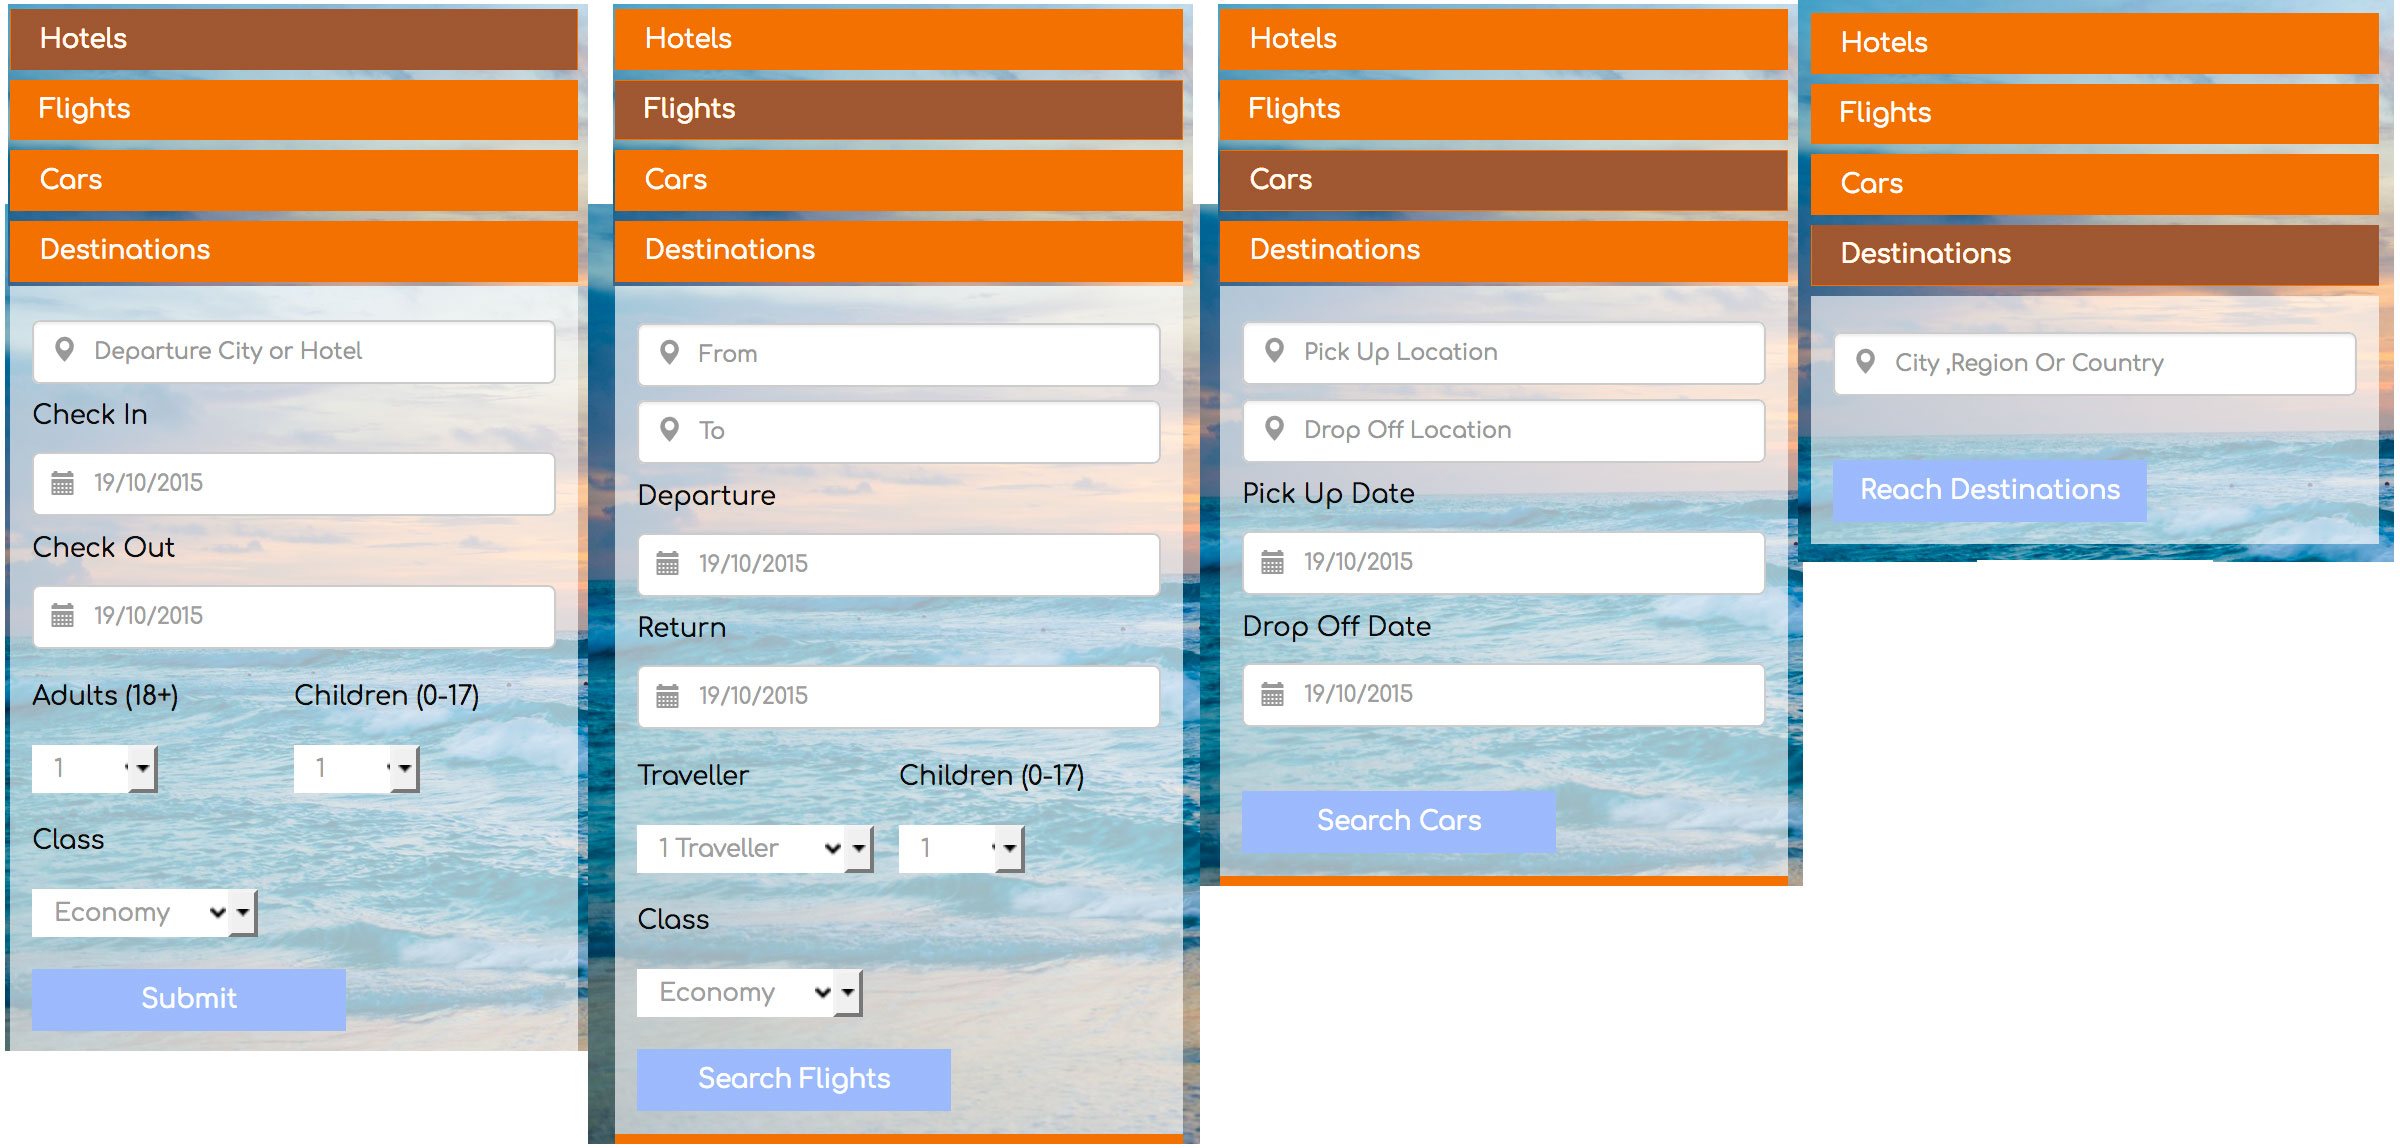 Hotels
Flights
Cars
Destinations
Departure City or Hotel
Check In
19/10/2015
Check Out
19/10/2015
Adults (18+) Children (0-17)
1 1
Class
Economy
Submit
Hotels
Flights
Cars
Destinations
From
To
Departure
19/10/2015
Return
19/10/2015
Traveller Children (0-17)
1 Traveller 1
Class
Economy
Search Flights
Hotels
Flights
Cars
Destinations
Pick Up Location
Drop Off Location
Pick Up Date
19/10/2015
Drop Off Date
19/10/2015
Search Cars
Hotels
Flights
Cars
Destinations
City ,Region Or Country
Reach Destinations